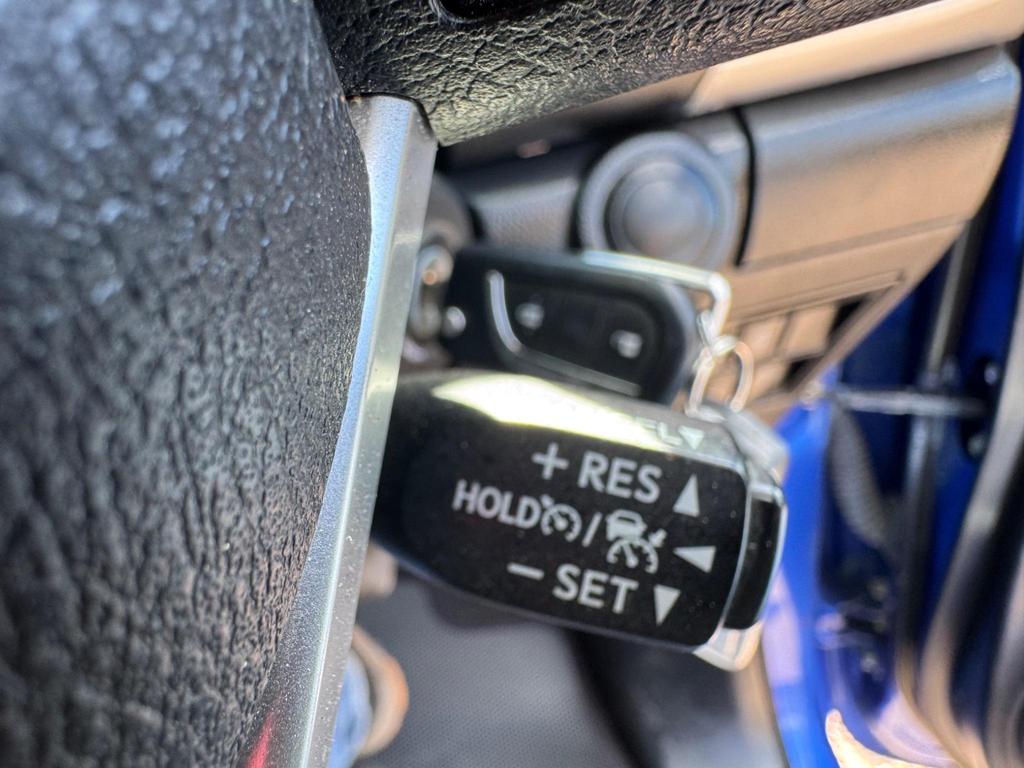 + RES
HOLD /
− SET